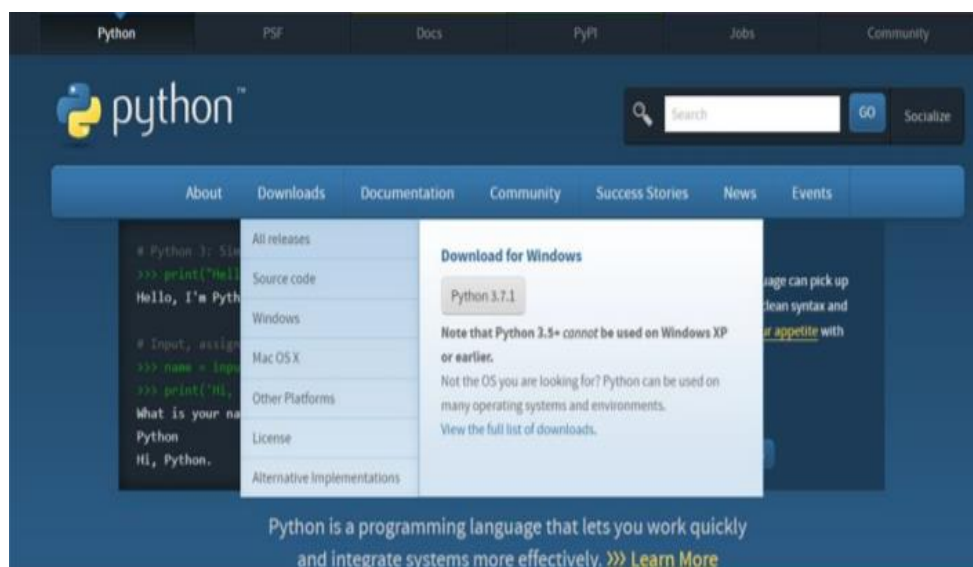 Python PSF Docs PyPI Jobs Community
python™
Search GO Socialize
About Downloads Documentation Community Success Stories News Events
# Python 3: Sim
>>> print("Hell
Hello, I'm Pyth
# Input, assign
>>> name = inpu
>>> print('Hi,
What is your na
Python
Hi, Python.
All releases
Source code
Windows
Mac OS X
Other Platforms
License
Alternative Implementations
Download for Windows
Python 3.7.1
Note that Python 3.5+ cannot be used on Windows XP
or earlier.
Not the OS you are looking for? Python can be used on
many operating systems and environments.
View the full list of downloads.
uage can pick up
clean syntax and
ur appetite with
Python is a programming language that lets you work quickly
and integrate systems more effectively. >>> Learn More